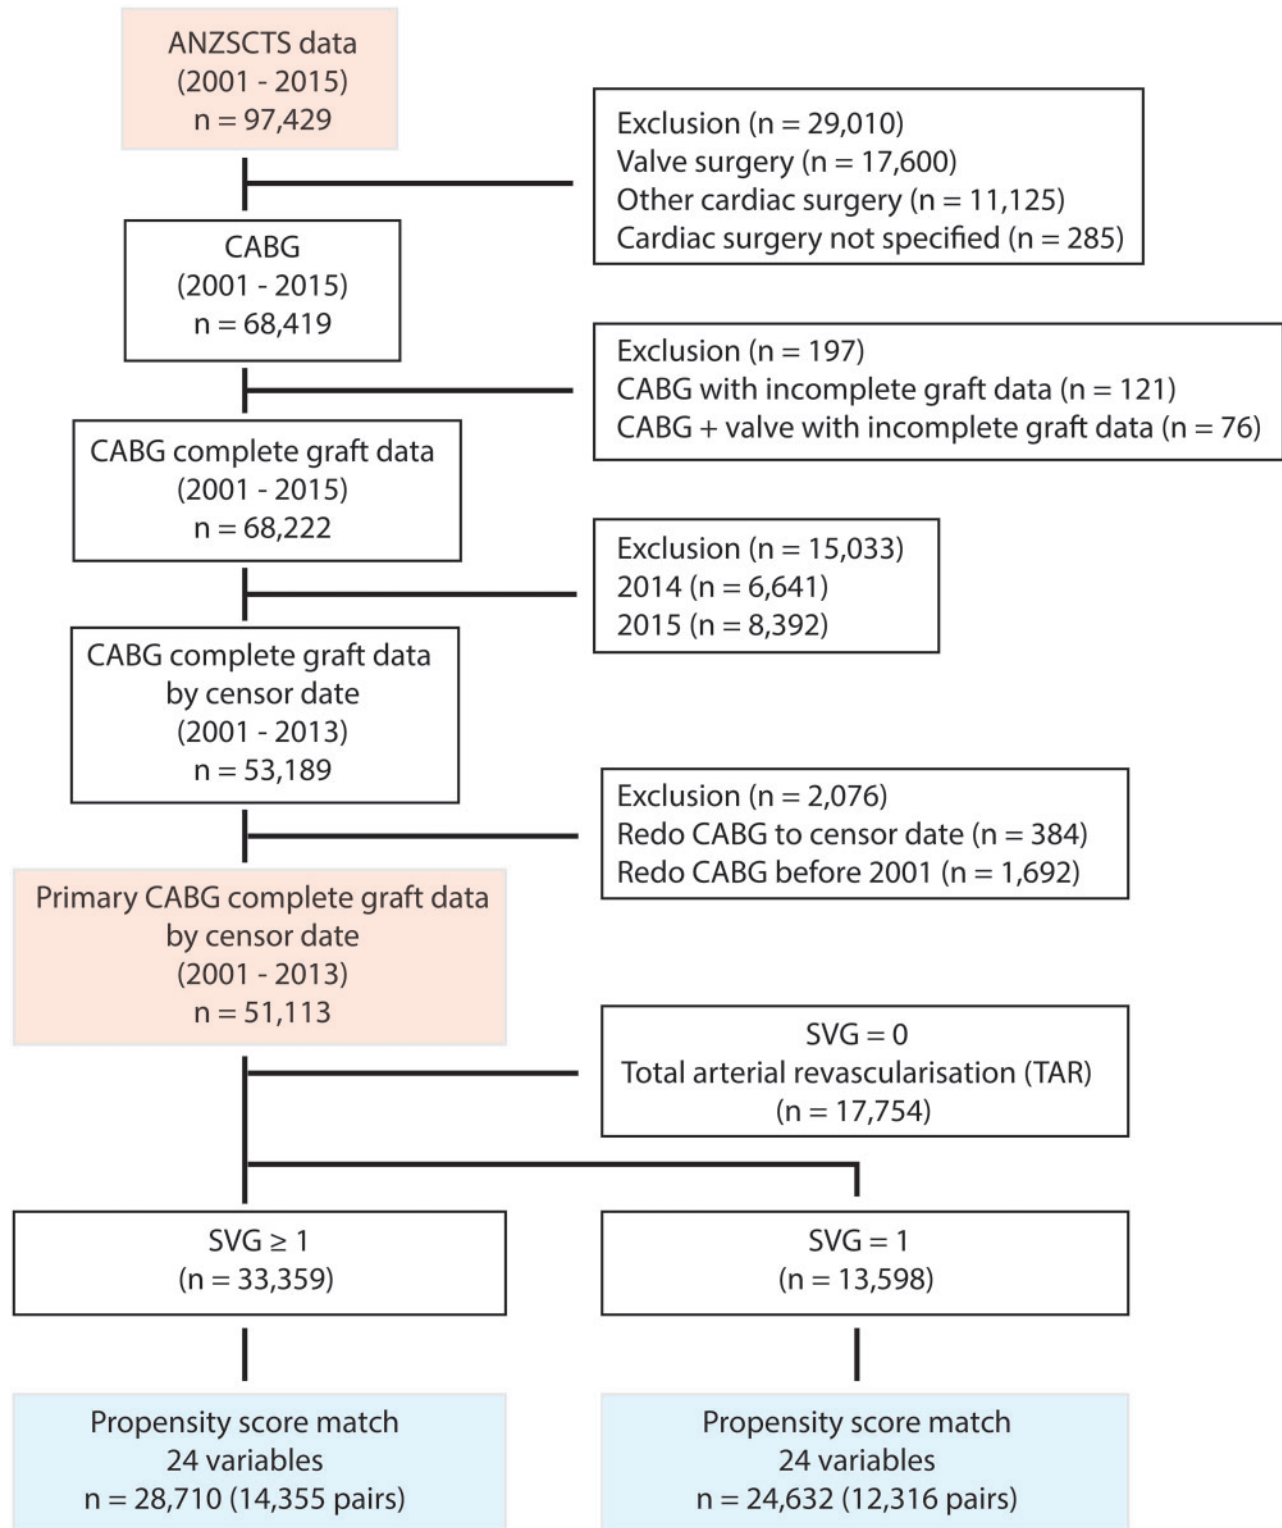 ANZSCTS data
(2001 - 2015)
n = 97,429
Exclusion (n = 29,010)
Valve surgery (n = 17,600)
Other cardiac surgery (n = 11,125)
Cardiac surgery not specified (n = 285)
CABG
(2001 - 2015)
n = 68,419
Exclusion (n = 197)
CABG with incomplete graft data (n = 121)
CABG + valve with incomplete graft data (n = 76)
CABG complete graft data
(2001 - 2015)
n = 68,222
Exclusion (n = 15,033)
2014 (n = 6,641)
2015 (n = 8,392)
CABG complete graft data
by censor date
(2001 - 2013)
n = 53,189
Exclusion (n = 2,076)
Redo CABG to censor date (n = 384)
Redo CABG before 2001 (n = 1,692)
Primary CABG complete graft data
by censor date
(2001 - 2013)
n = 51,113
SVG = 0
Total arterial revascularisation (TAR)
(n = 17,754)
SVG ≥ 1
(n = 33,359)
SVG = 1
(n = 13,598)
Propensity score match
24 variables
n = 28,710 (14,355 pairs)
Propensity score match
24 variables
n = 24,632 (12,316 pairs)